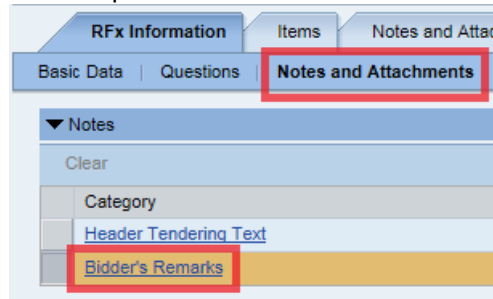 RFx Information Items Notes and Attac
Basic Data | Questions | Notes and Attachments
Notes
Clear
Category
Header Tendering Text
Bidder's Remarks